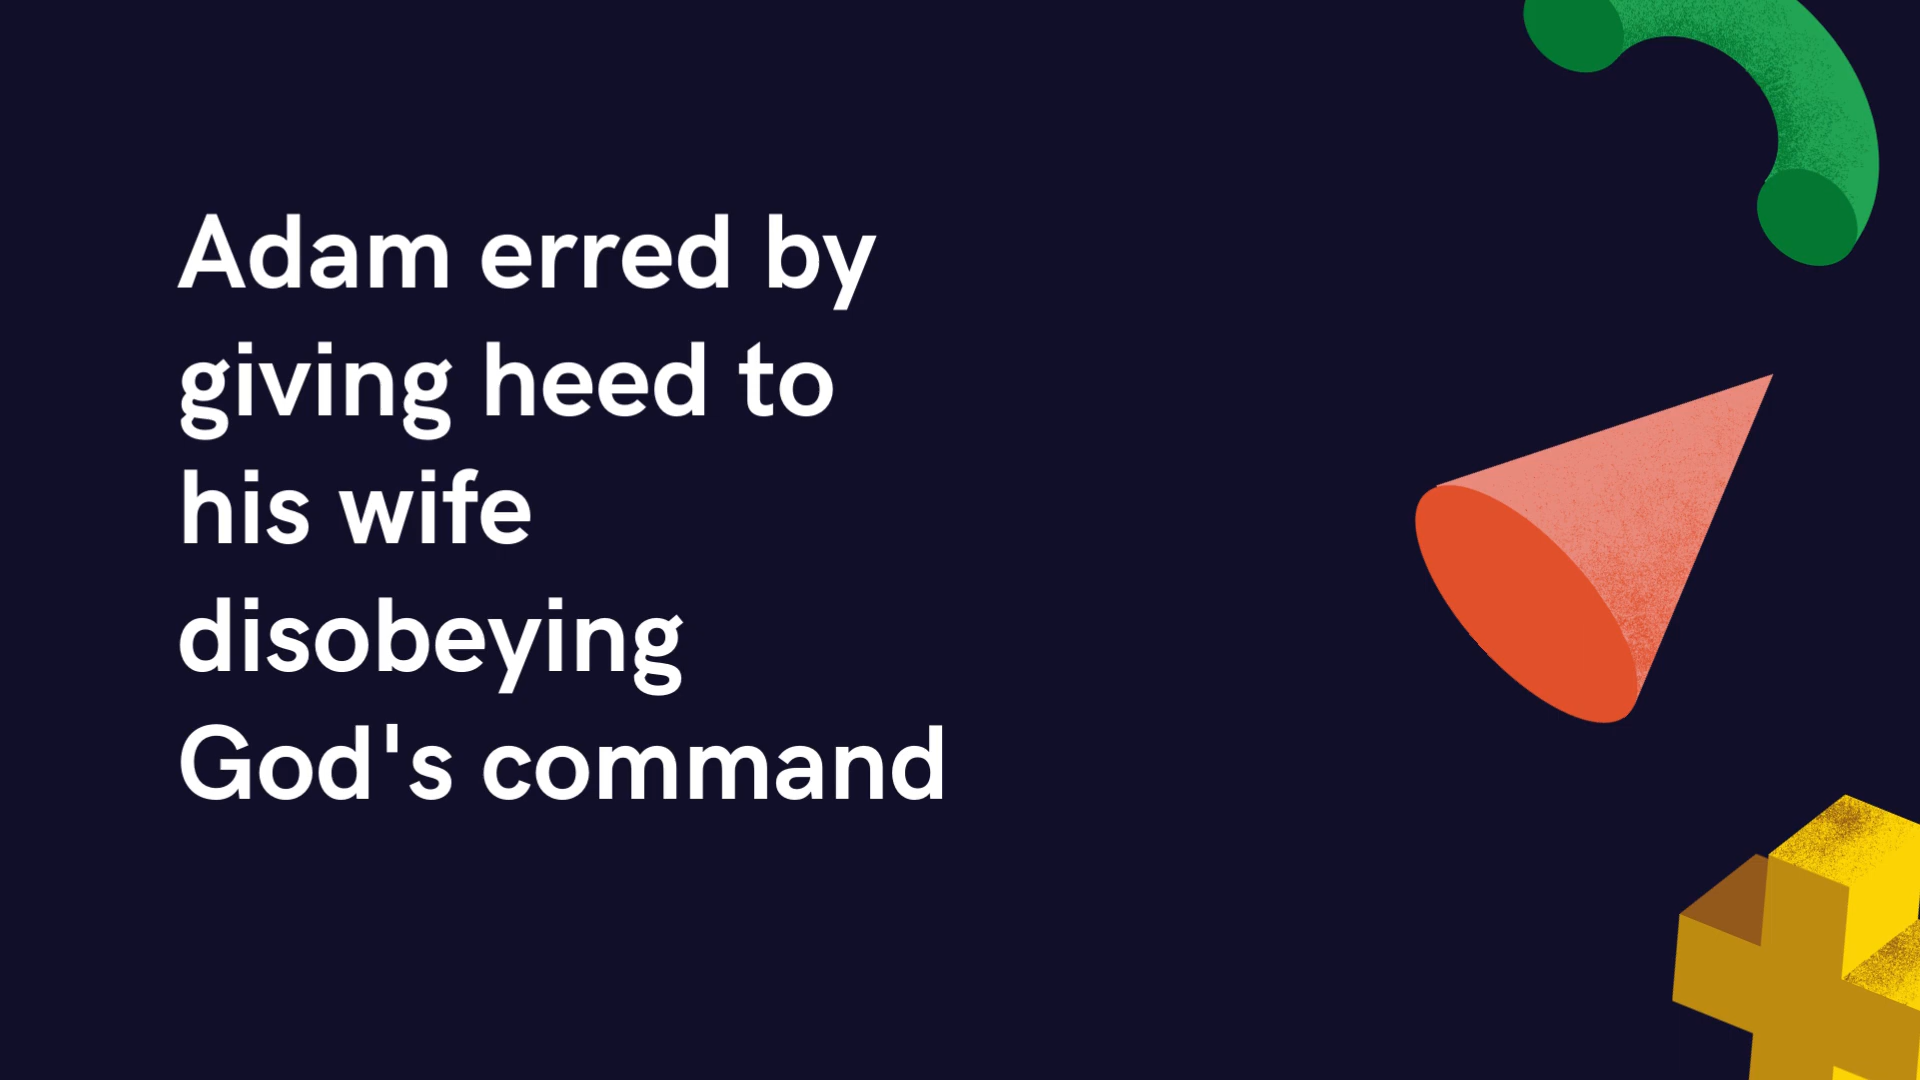 Adam erred by
giving heed to
his wife
disobeying
God's command